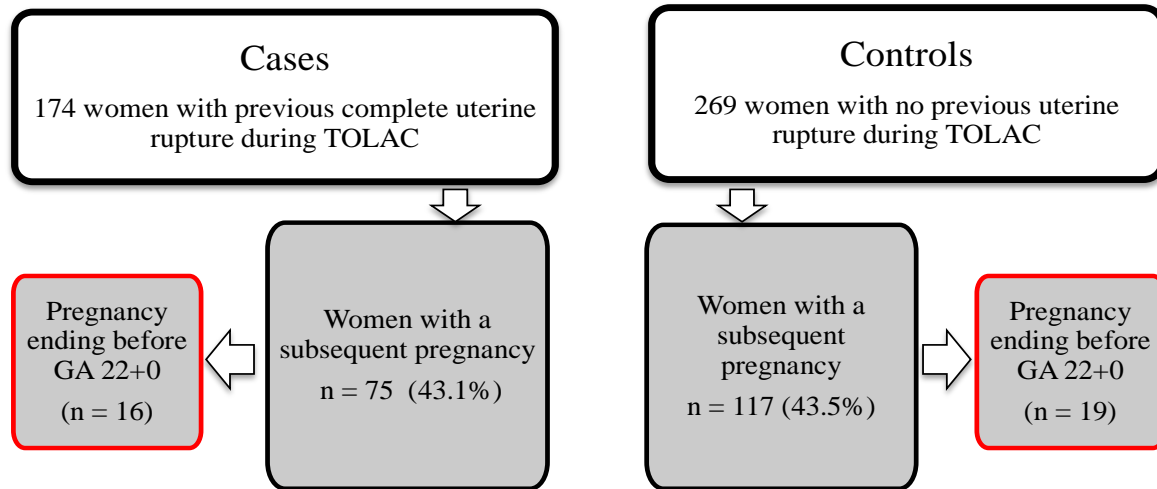 Cases
174 women with previous complete uterine
rupture during TOLAC
Controls
269 women with no previous uterine
rupture during TOLAC
Pregnancy
ending before
GA 22+0
(n = 16)
Women with a
subsequent pregnancy
n = 75  (43.1%)
Women with a
subsequent
pregnancy
n = 117 (43.5%)
Pregnancy
ending before
GA 22+0
(n = 19)